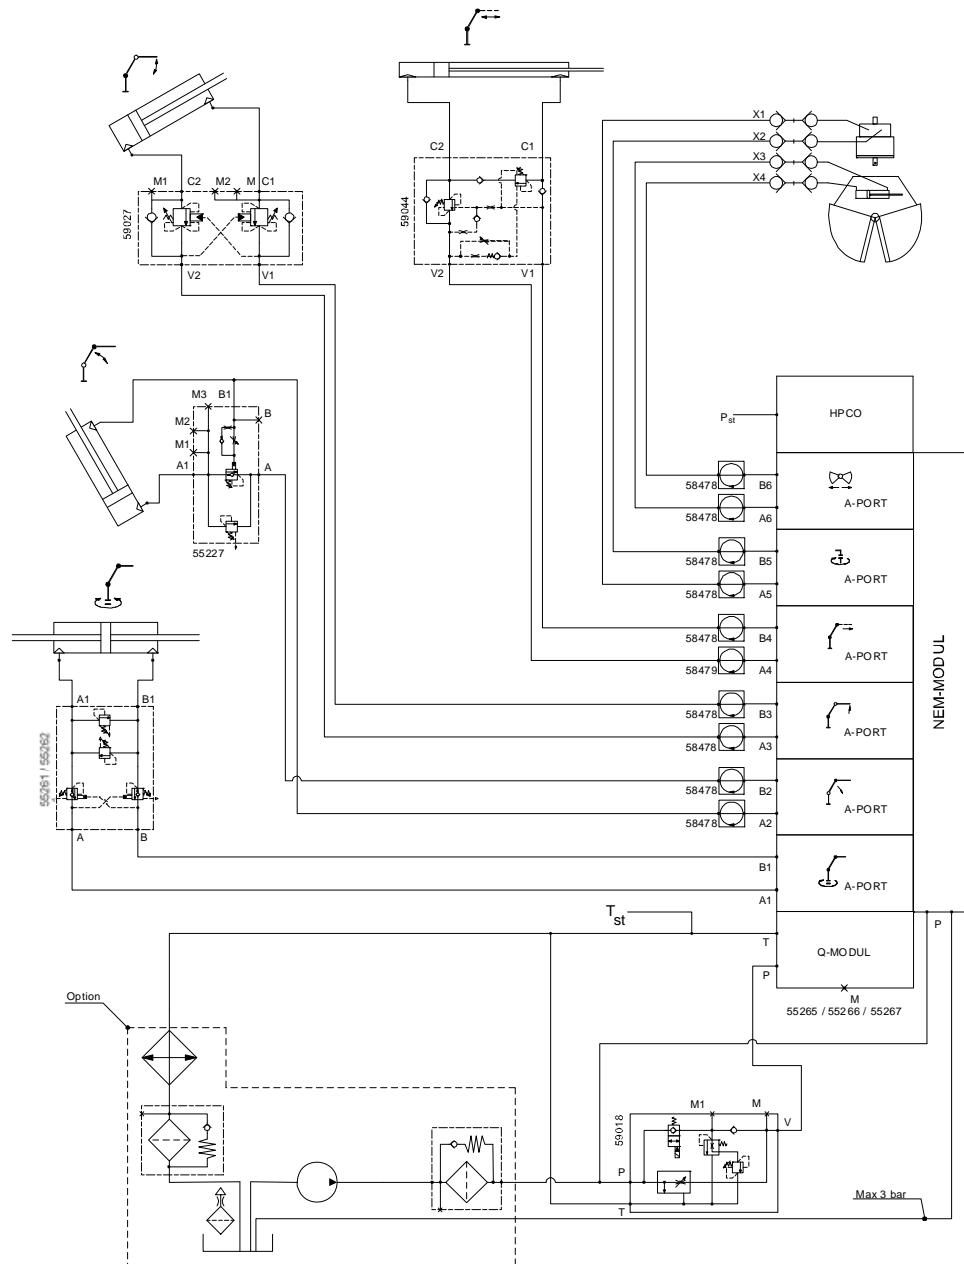 X1
X2
X3
X4
C2
C1
M1
C2
M2
M
C1
59027
59044
V2
V1
V2
V1
M3
B1
B
M2
M1
A1
A
55227
HPCO
Pst
58478
B6
A-PORT
58478
A6
58478
B5
A-PORT
58478
A5
58478
B4
A-PORT
58479
A4
NEM-MODUL
58478
B3
A-PORT
58478
A3
58478
B2
A-PORT
58478
A2
A1
B1
55261 / 55262
A
B
B1
A-PORT
A1
Tst
P
T
Q-MODUL
P
M
55265 / 55266 / 55267
Option
M1
M
V
59018
P
T
Max 3 bar